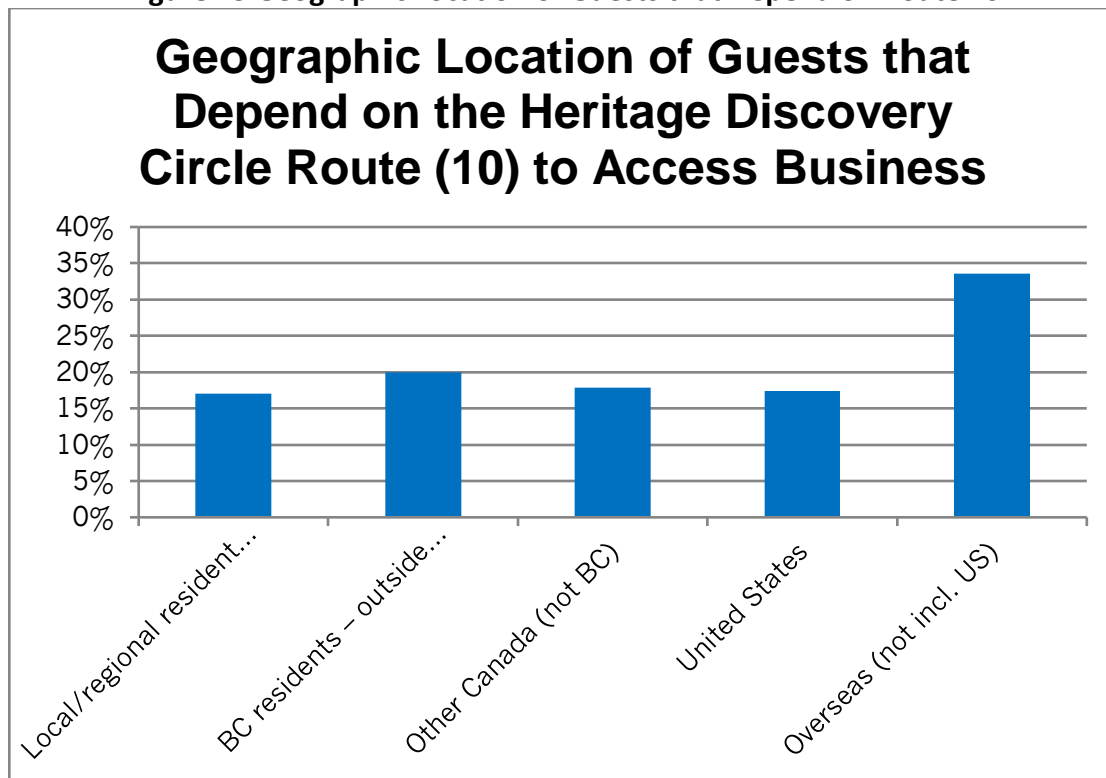 Geographic Location of Guests that
Depend on the Heritage Discovery
Circle Route (10) to Access Business
40%
35%
30%
25%
20%
15%
10%
5%
0%
Local/regional resident...
BC residents – outside...
Other Canada (not BC)
United States
Overseas (not incl. US)